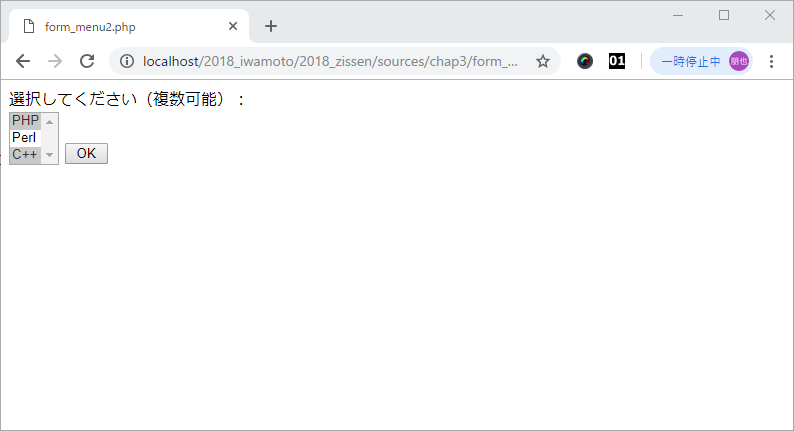 form_menu2.php
localhost/2018_iwamoto/2018_zissen/sources/chap3/form_...
01
一時停止中
朋也
選択してください（複数可能）：
PHP
Perl
C++
OK